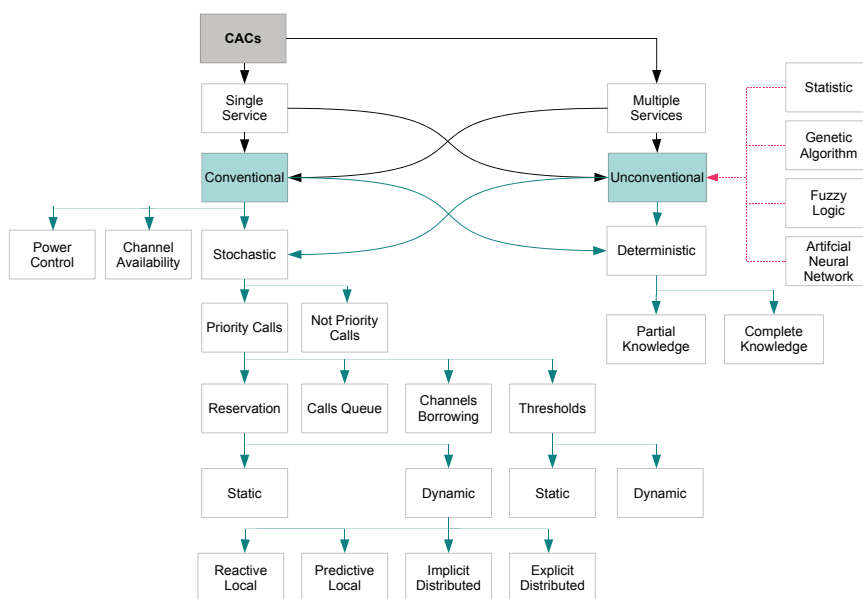 CACs
Single
Service
Multiple
Services
Statistic
Genetic
Algorithm
Conventional
Unconventional
Fuzzy
Logic
Power
Control
Channel
Availability
Stochastic
Deterministic
Artifcial
Neural
Network
Priority Calls
Not Priority
Calls
Partial
Knowledge
Complete
Knowledge
Reservation
Calls Queue
Channels
Borrowing
Thresholds
Static
Dynamic
Static
Dynamic
Reactive
Local
Predictive
Local
Implicit
Distributed
Explicit
Distributed